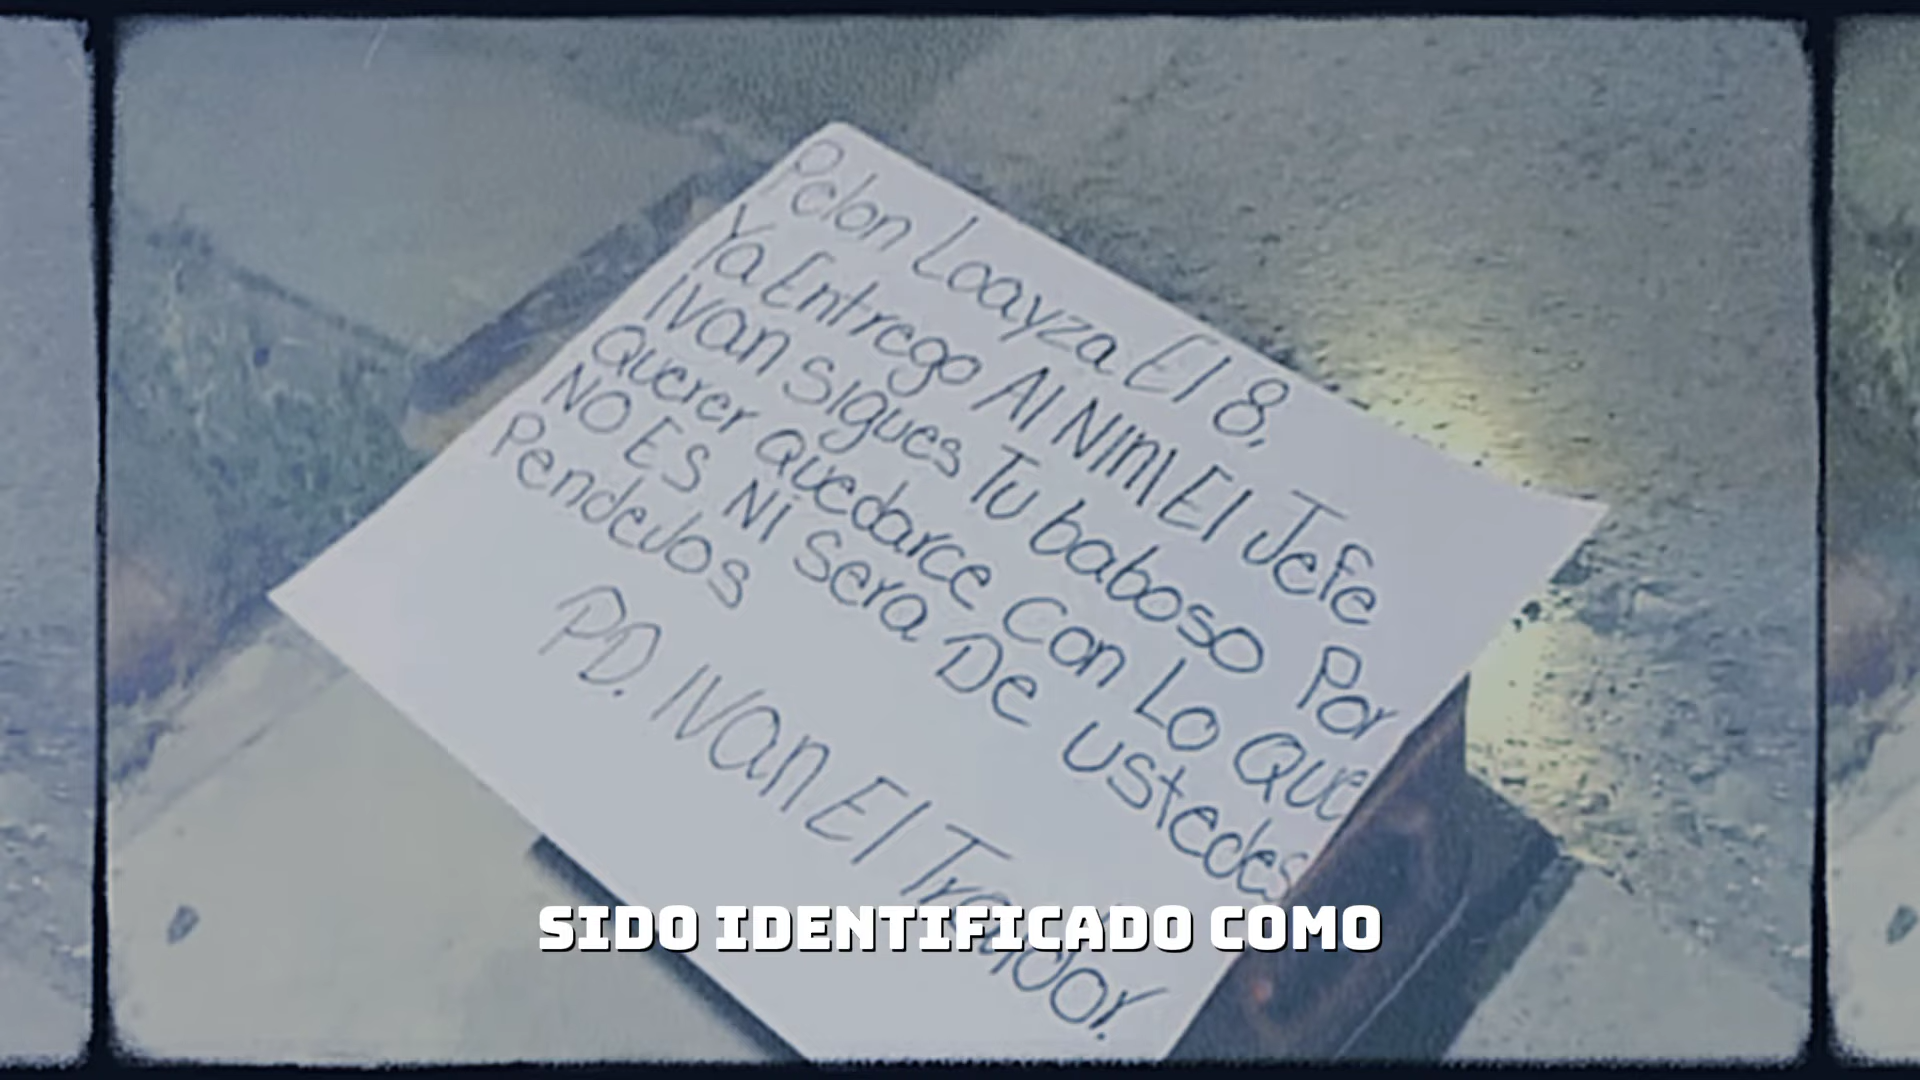 Pelon Loayza El 8,
Ya Entrego Al NiNi El Jefe
IVan Sigues Tu baboso Por
Querer quedarce Con Lo Que
NO ES Ni Sera De ustedes
PendeJos
PD. IVan El Traidor.
SIDO IDENTIFICADO COMO